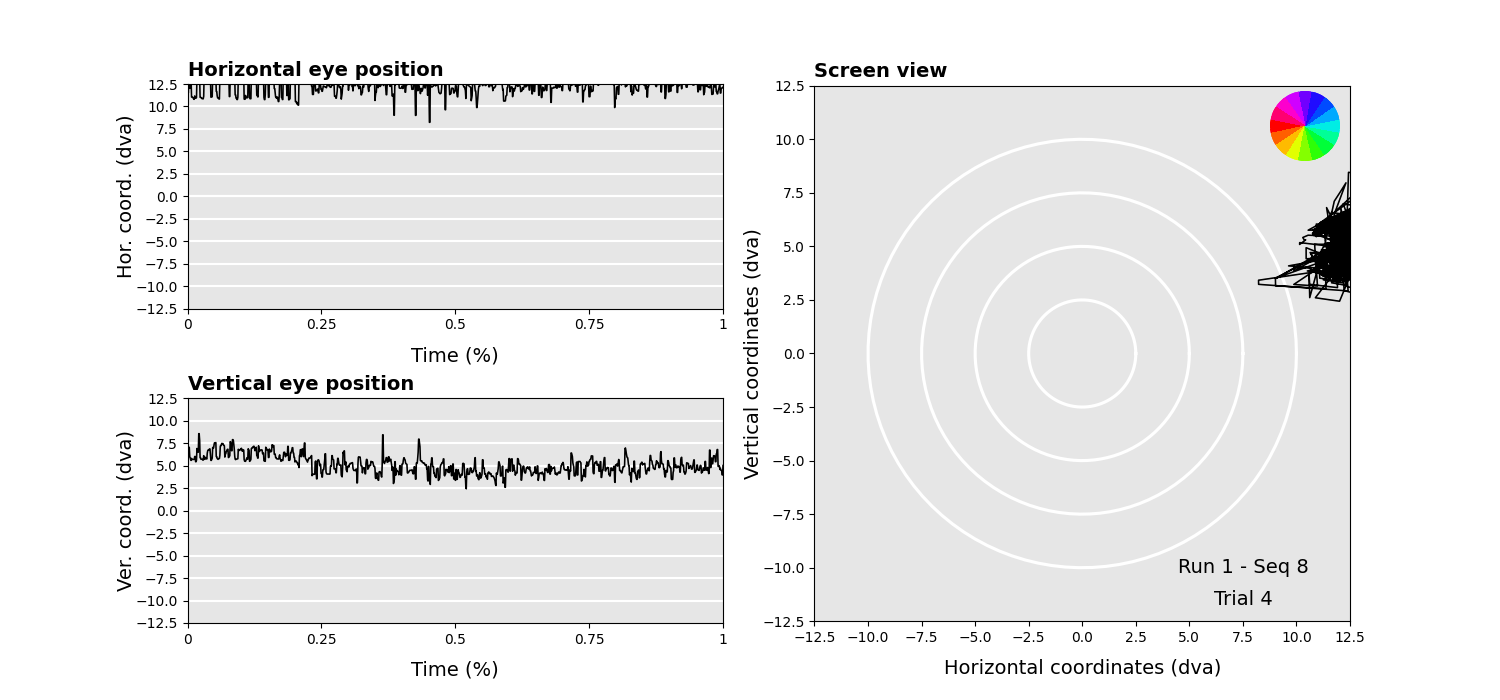 Horizontal eye position
Hor. coord. (dva)
12.5
10.0
7.5
5.0
2.5
0.0
−2.5
−5.0
−7.5
−10.0
−12.5
0 0.25 0.5 0.75 1
Time (%)
Vertical eye position
Ver. coord. (dva)
12.5
10.0
7.5
5.0
2.5
0.0
−2.5
−5.0
−7.5
−10.0
−12.5
0 0.25 0.5 0.75 1
Time (%)
Screen view
Vertical coordinates (dva)
12.5
10.0
7.5
5.0
2.5
0.0
−2.5
−5.0
−7.5
−10.0
−12.5
Run 1 - Seq 8
Trial 4
−12.5 −10.0 −7.5 −5.0 −2.5 0.0 2.5 5.0 7.5 10.0 12.5
Horizontal coordinates (dva)